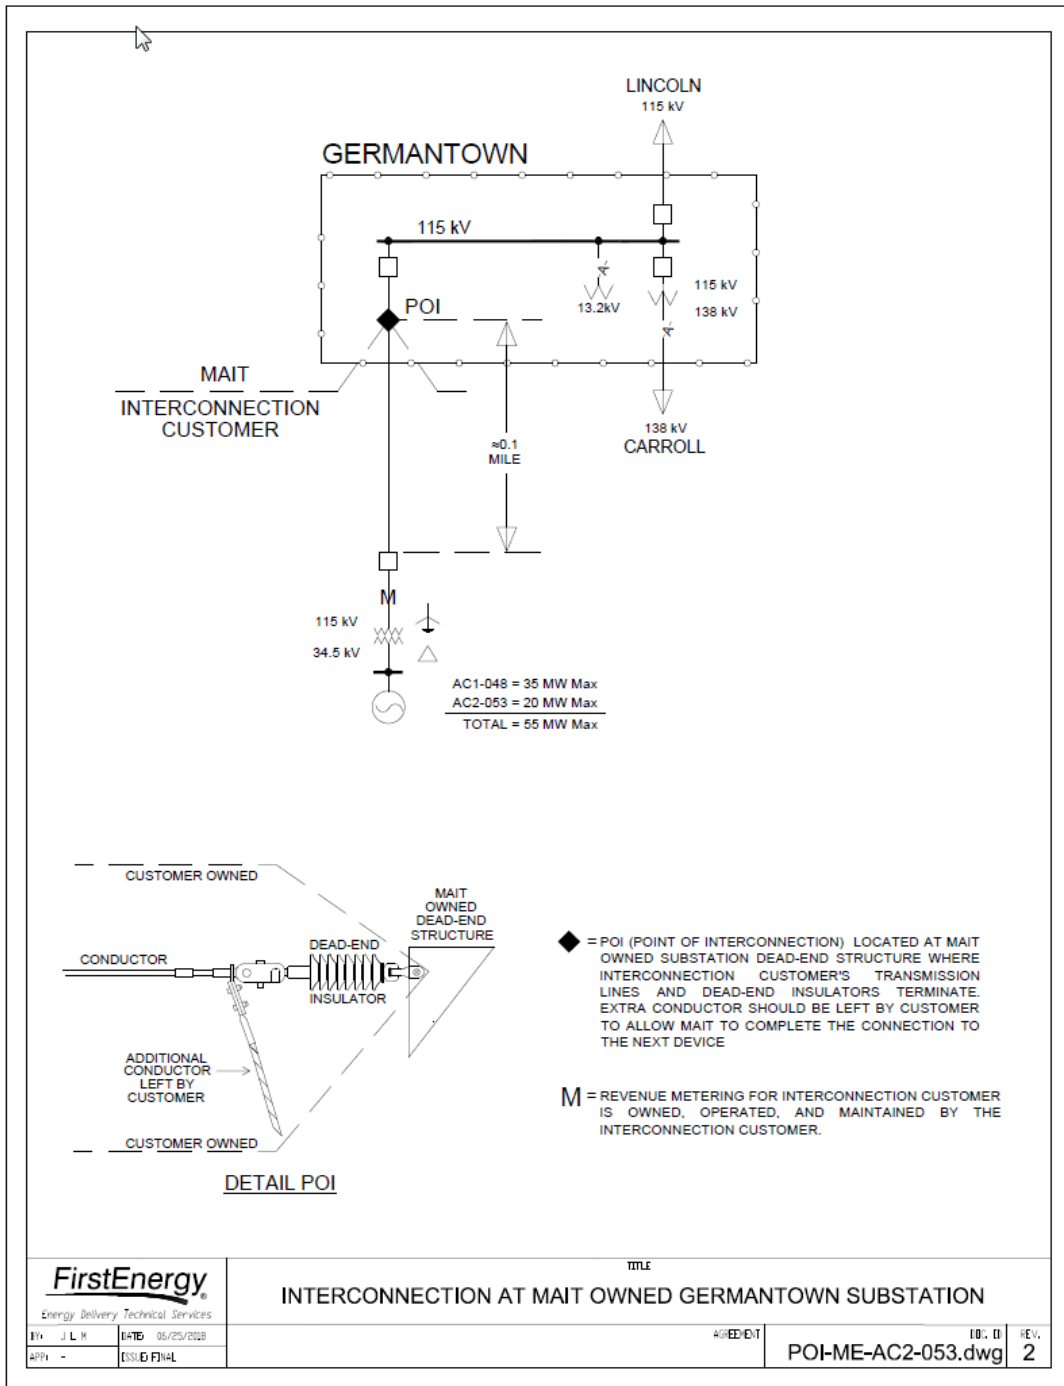 LINCOLN
115 kV
GERMANTOWN
115 kV
115 kV
13.2kV
138 kV
POI
MAIT
INTERCONNECTION
CUSTOMER
≈0.1
MILE
138 kV
CARROLL
M
115 kV
34.5 kV
AC1-048 = 35 MW Max
AC2-053 = 20 MW Max
TOTAL = 55 MW Max
CUSTOMER OWNED
MAIT
OWNED
DEAD-END
STRUCTURE
CONDUCTOR
DEAD-END
INSULATOR
ADDITIONAL
CONDUCTOR
LEFT BY
CUSTOMER
CUSTOMER OWNED
DETAIL POI
= POI (POINT OF INTERCONNECTION) LOCATED AT MAIT
OWNED SUBSTATION DEAD-END STRUCTURE WHERE
INTERCONNECTION CUSTOMER'S TRANSMISSION
LINES AND DEAD-END INSULATORS TERMINATE.
EXTRA CONDUCTOR SHOULD BE LEFT BY CUSTOMER
TO ALLOW MAIT TO COMPLETE THE CONNECTION TO
THE NEXT DEVICE
M = REVENUE METERING FOR INTERCONNECTION CUSTOMER
IS OWNED, OPERATED, AND MAINTAINED BY THE
INTERCONNECTION CUSTOMER.
FirstEnergy®
Energy Delivery Technical Services
BY: J L M
DATE: 06/25/2018
APP: -
ISSUE: FINAL
TITLE
INTERCONNECTION AT MAIT OWNED GERMANTOWN SUBSTATION
AGREEMENT
DOC. ID
POI-ME-AC2-053.dwg
REV.
2